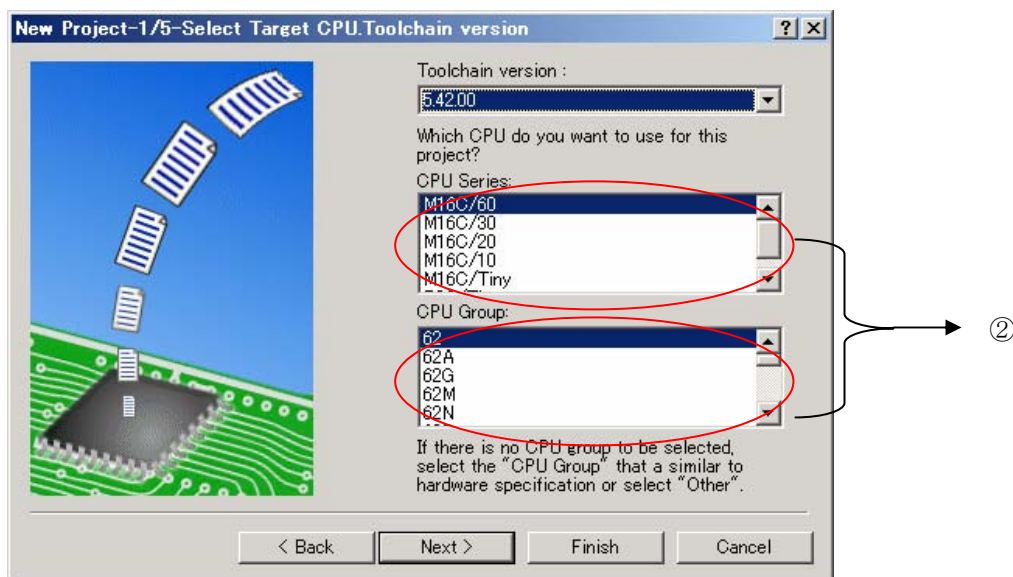 New Project-1/5-Select Target CPU.Toolchain version
Toolchain version :
5.42.00
Which CPU do you want to use for this
project?
CPU Series:
M16C/60
M16C/30
M16C/20
M16C/10
M16C/Tiny
CPU Group:
62
62A
62G
62M
62N
If there is no CPU group to be selected,
select the "CPU Group" that a similar to
hardware specification or select "Other".
< Back
Next >
Finish
Cancel
②